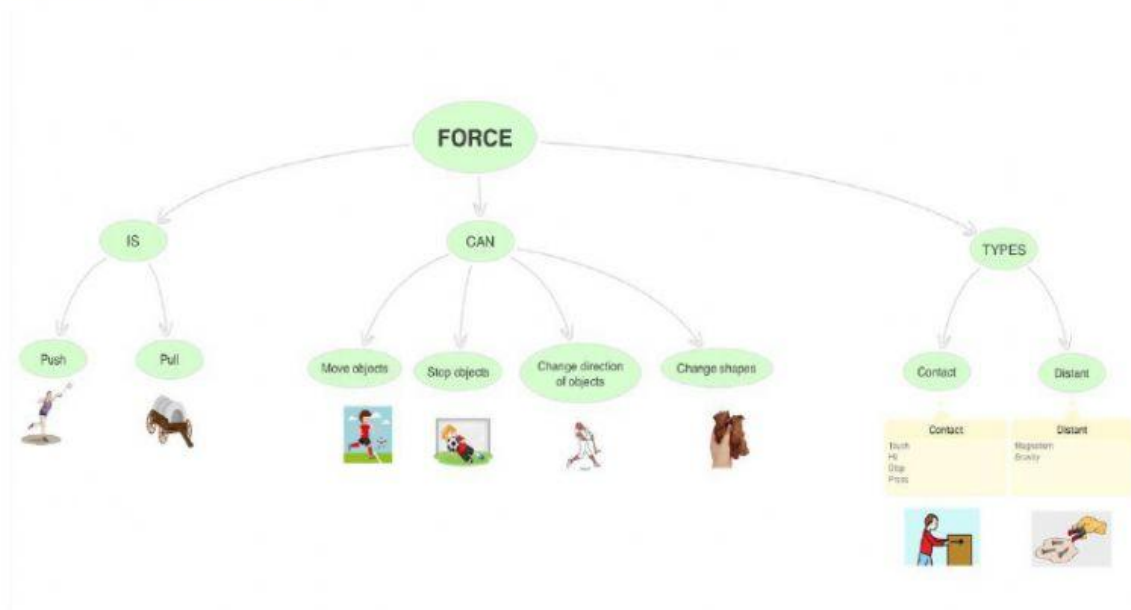 FORCE
IS
CAN
TYPES
Push
Pull
Move objects
Stop objects
Change direction
of objects
Change shapes
Contact
Distant
Contact
Touch
Hit
Stop
Press
Distant
Magnetism
Gravity